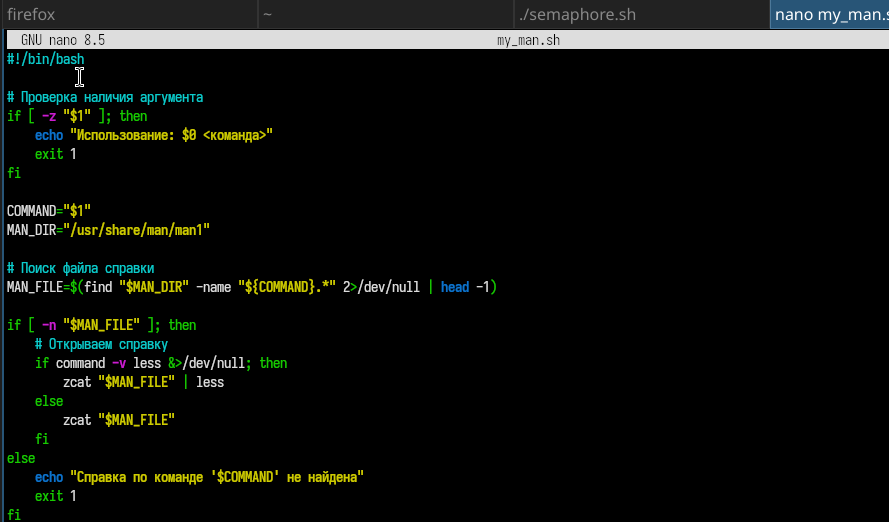 firefox
~
./semaphore.sh
nano my_man.s
GNU nano 8.5
my_man.sh
#!/bin/bash
# Проверка наличия аргумента
if [ -z "$1" ]; then
echo "Использование: $0 <команда>"
exit 1
fi
COMMAND="$1"
MAN_DIR="/usr/share/man/man1"
# Поиск файла справки
MAN_FILE=$(find "$MAN_DIR" -name "${COMMAND}.*" 2>/dev/null | head -1)
if [ -n "$MAN_FILE" ]; then
# Открываем справку
if command -v less &>/dev/null; then
zcat "$MAN_FILE" | less
else
zcat "$MAN_FILE"
fi
else
echo "Справка по команде '$COMMAND' не найдена"
exit 1
fi